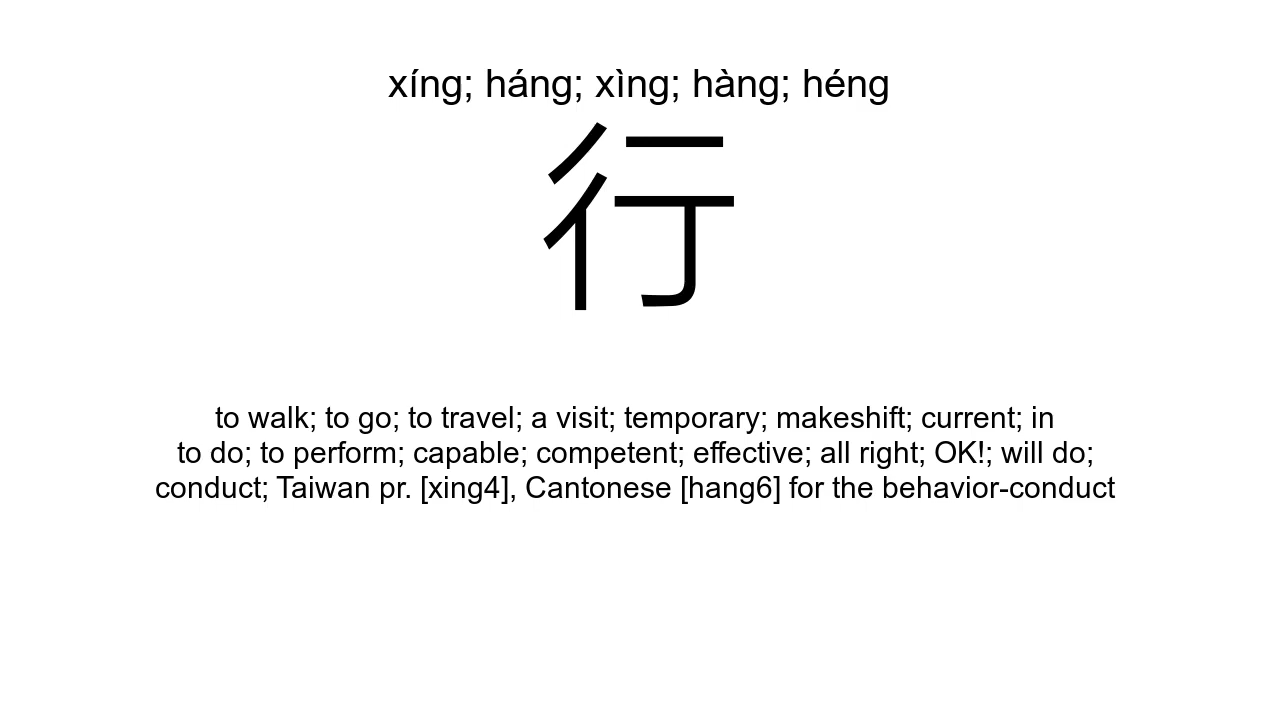 xíng; háng; xìng; hàng; héng
行
to walk; to go; to travel; a visit; temporary; makeshift; current; in
to do; to perform; capable; competent; effective; all right; OK!; will do;
conduct; Taiwan pr. [xing4], Cantonese [hang6] for the behavior-conduct